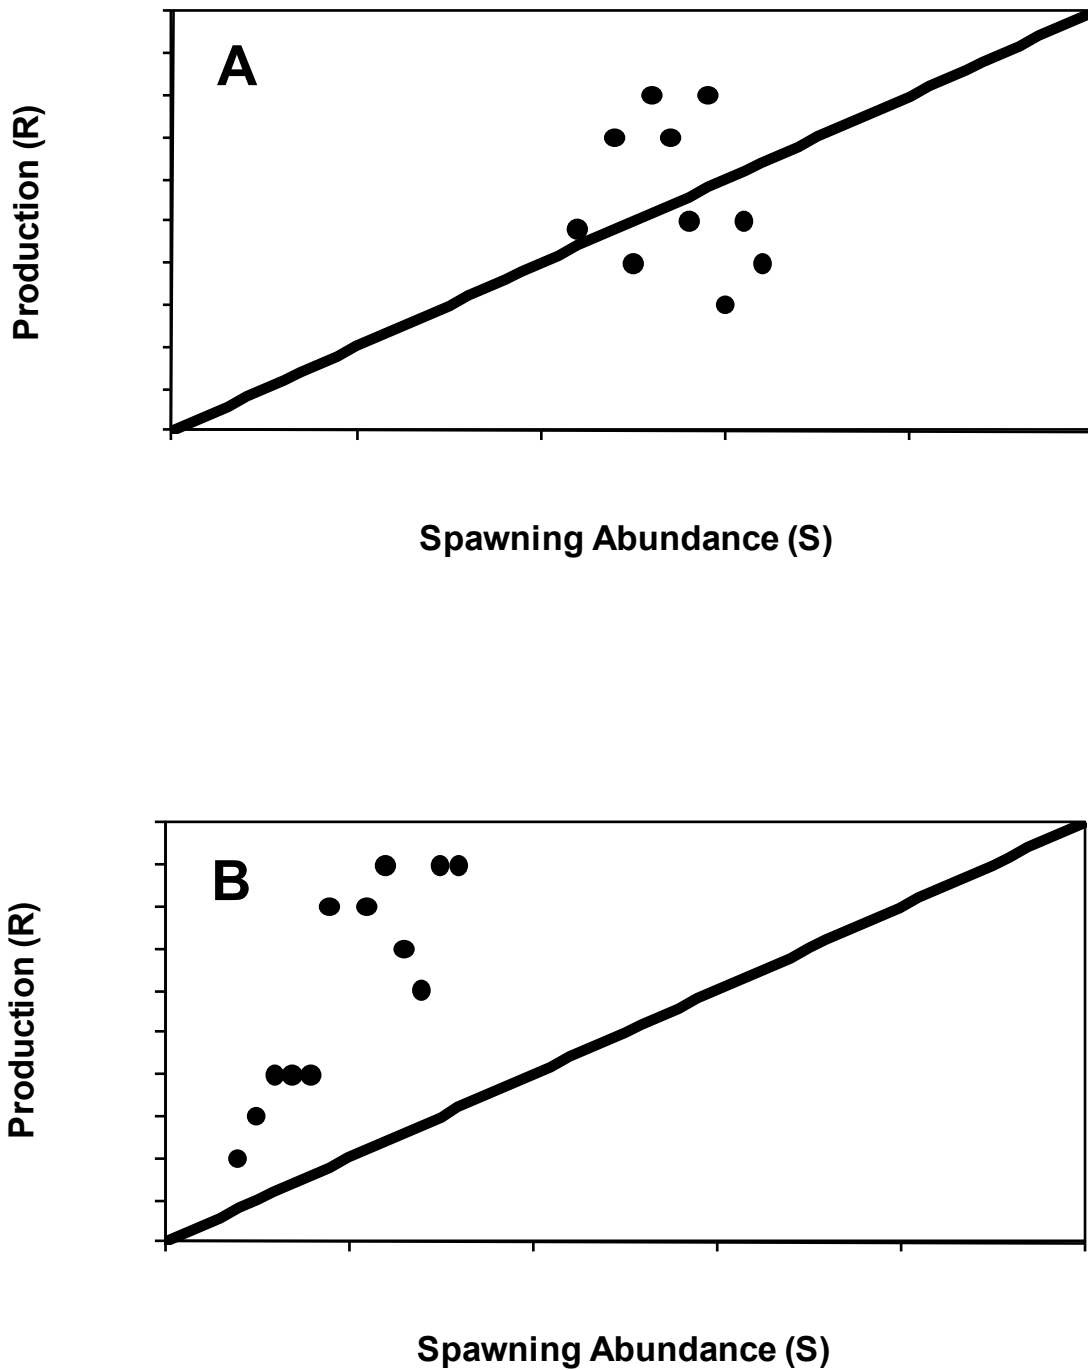 A
Production (R)
Spawning Abundance (S)
B
Production (R)
Spawning Abundance (S)